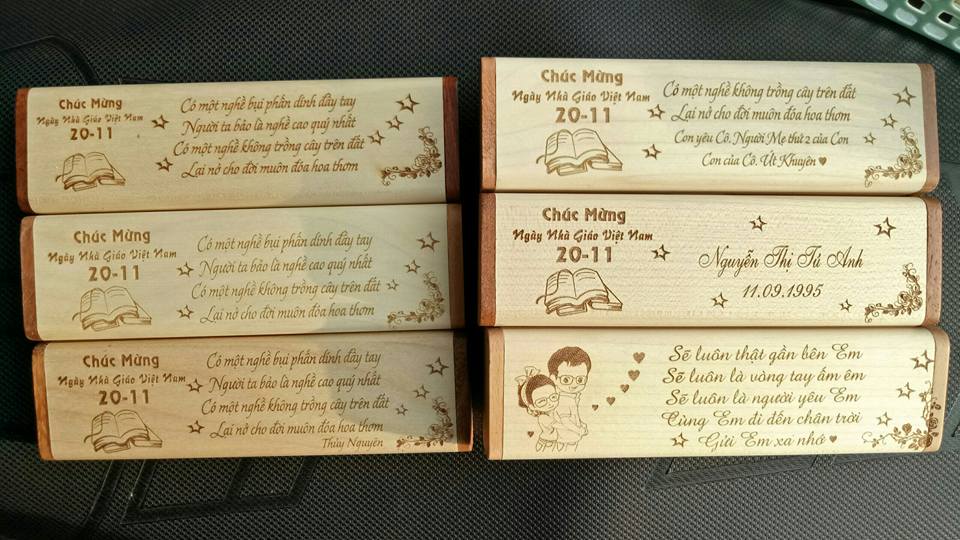 Chúc Mừng
Ngày Nhà Giáo Việt Nam
20-11
Có một nghề bụi phấn dính đầy tay
Người ta bảo là nghề cao quý nhất
Có một nghề không trồng cây trên đất
Lại nở cho đời muôn đóa hoa thơm
Chúc Mừng
Ngày Nhà Giáo Việt Nam
20-11
Có một nghề bụi phấn dính đầy tay
Người ta bảo là nghề cao quý nhất
Có một nghề không trồng cây trên đất
Lại nở cho đời muôn đóa hoa thơm
Chúc Mừng
Ngày Nhà Giáo Việt Nam
20-11
Có một nghề bụi phấn dính đầy tay
Người ta bảo là nghề cao quý nhất
Có một nghề không trồng cây trên đất
Lại nở cho đời muôn đóa hoa thơm
Thủy Nguyên
Chúc Mừng
Ngày Nhà Giáo Việt Nam
20-11
Có một nghề không trồng cây trên đất
Lại nở cho đời muôn đóa hoa thơm
Con yêu Cô, Người Mẹ thứ 2 của Con
Con của Cô. Út Khuyên ♥
Chúc Mừng
Ngày Nhà Giáo Việt Nam
20-11
Nguyễn Thị Tú Anh
11.09.1995
Sẽ luôn thật gần bên Em
Sẽ luôn là vòng tay ấm êm
Sẽ luôn là người yêu Em
Cùng Em đi đến chân trời
Gửi Em xa nhớ ♥